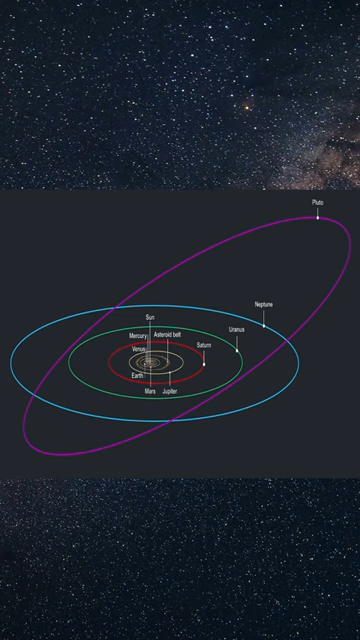 Pluto
Neptune
Sun
Uranus
Mercury
Asteroid belt
Saturn
Venus
Earth
Mars
Jupiter